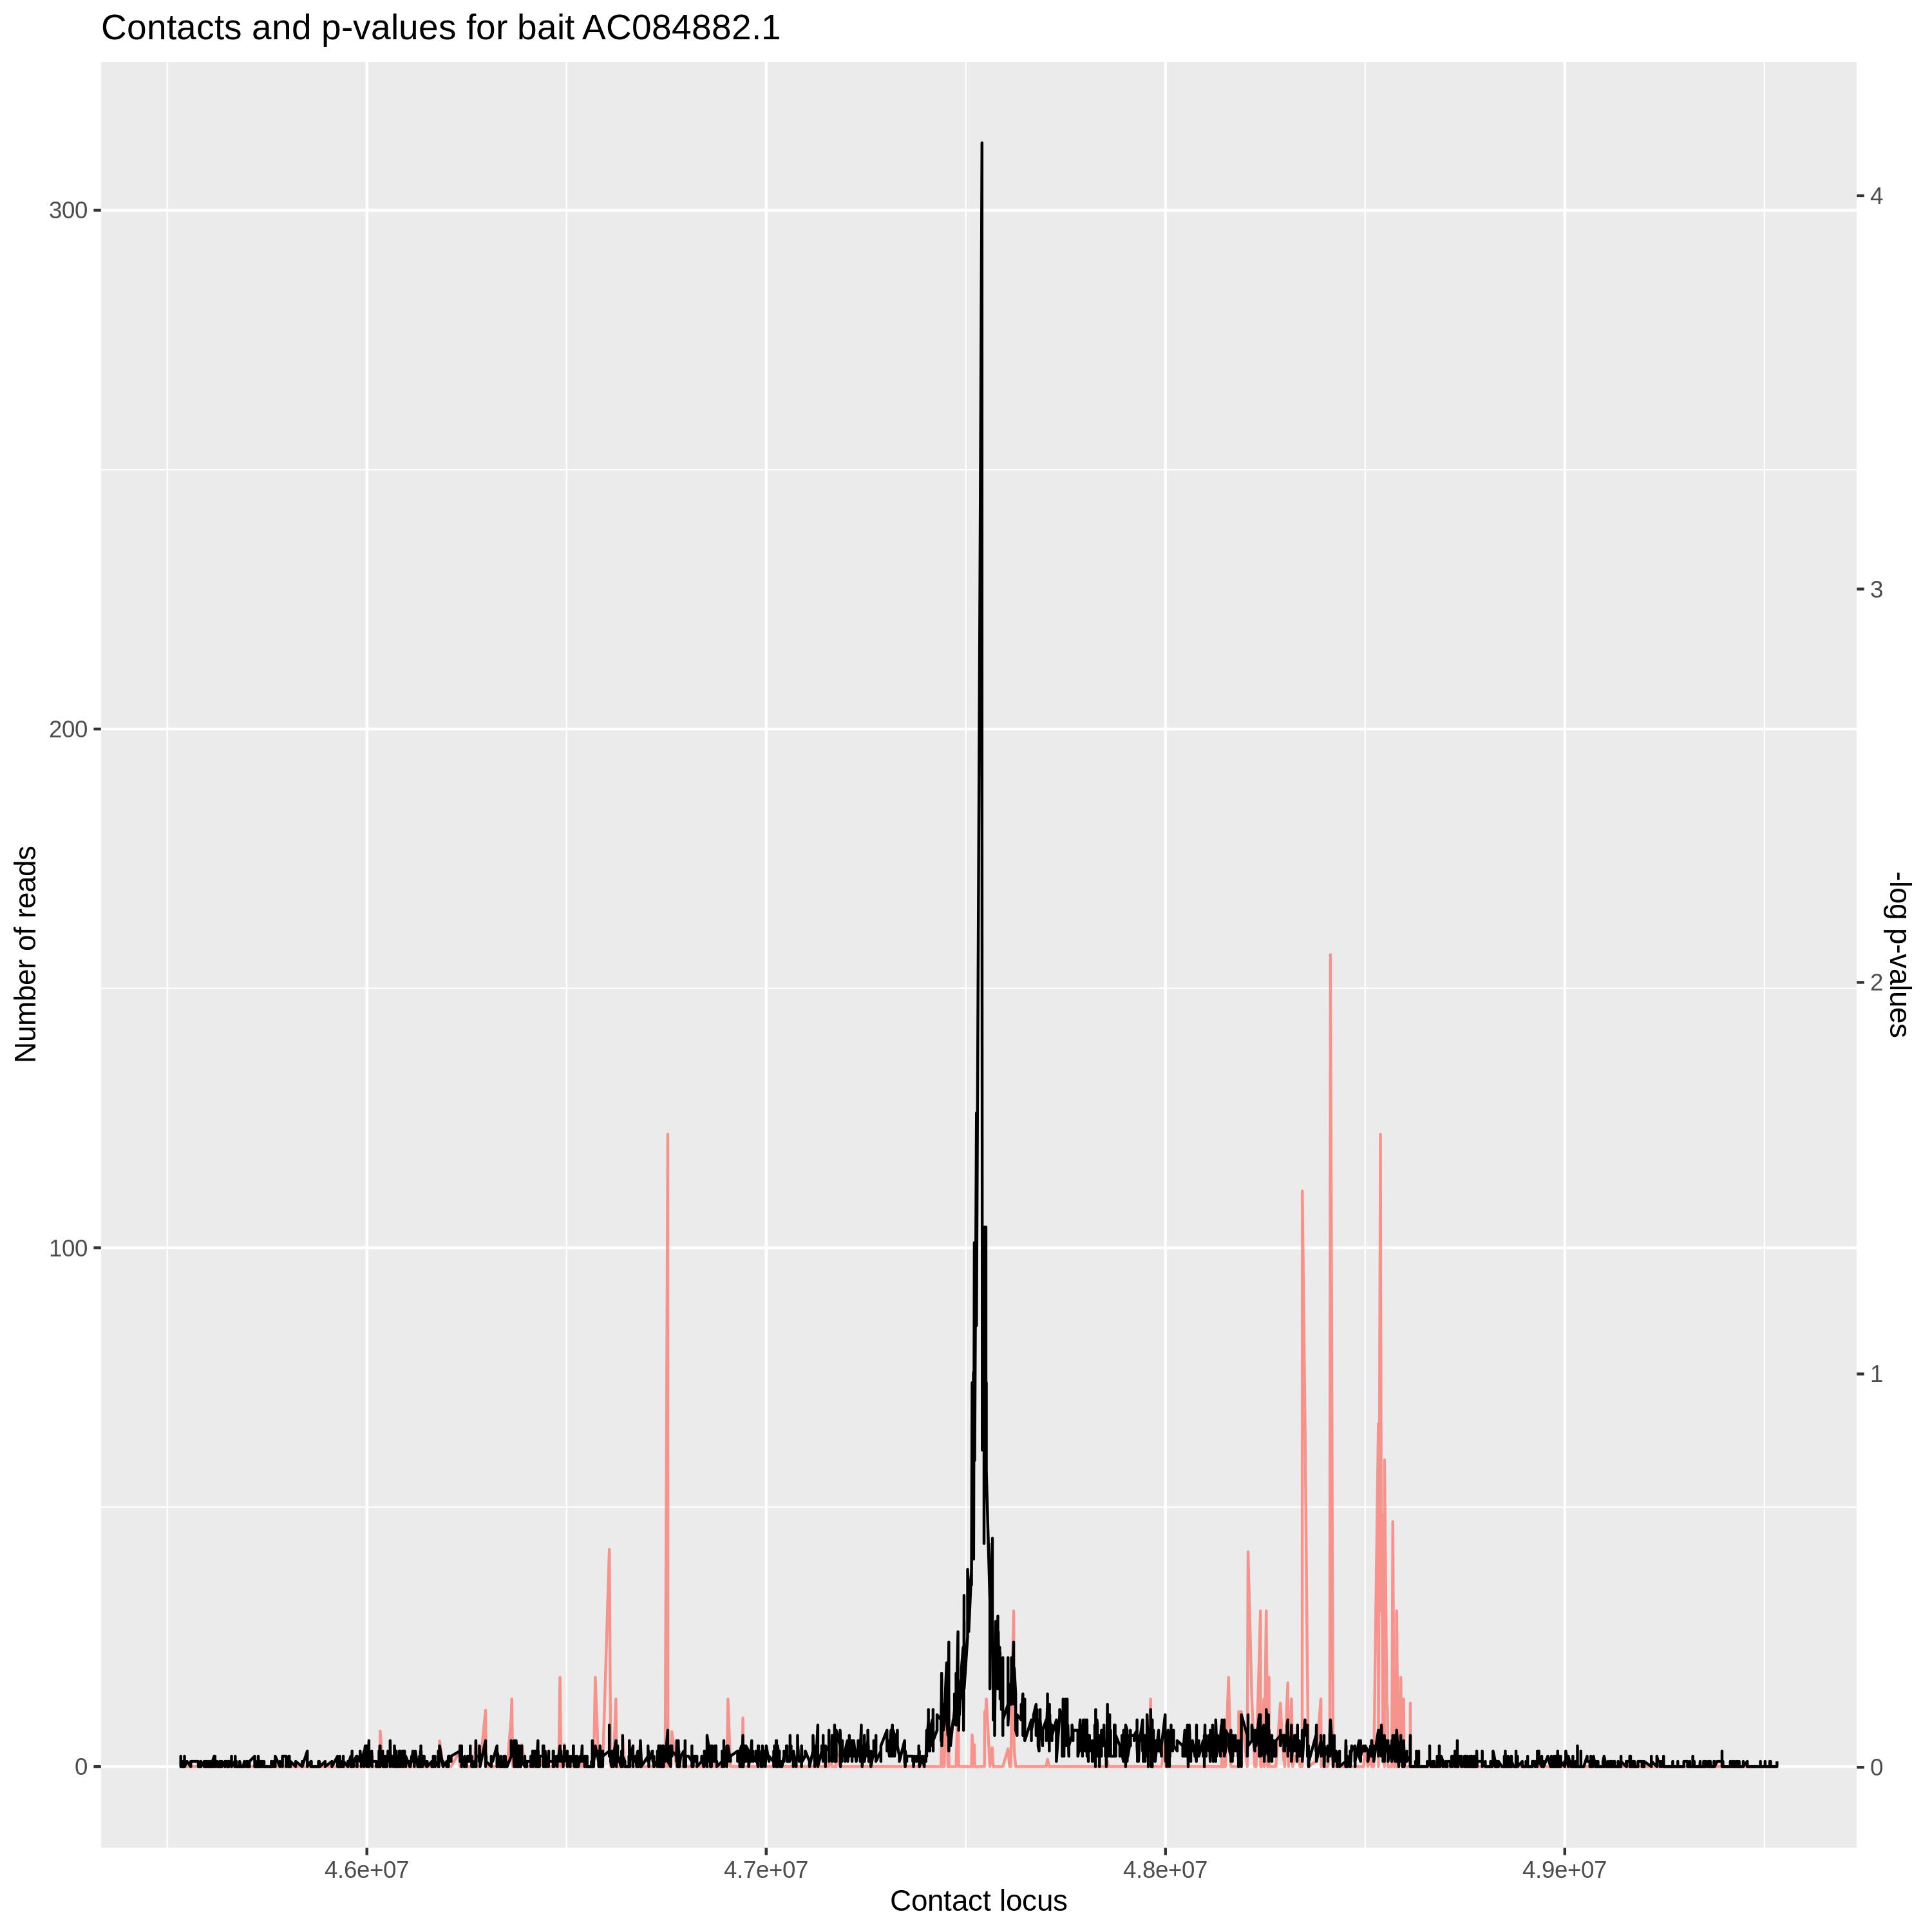 Contacts and p-values for bait AC084882.1
Number of reads
300
200
100
0
4
3
2
1
0
-log p-values
4.6e+07
4.7e+07
4.8e+07
4.9e+07
Contact locus